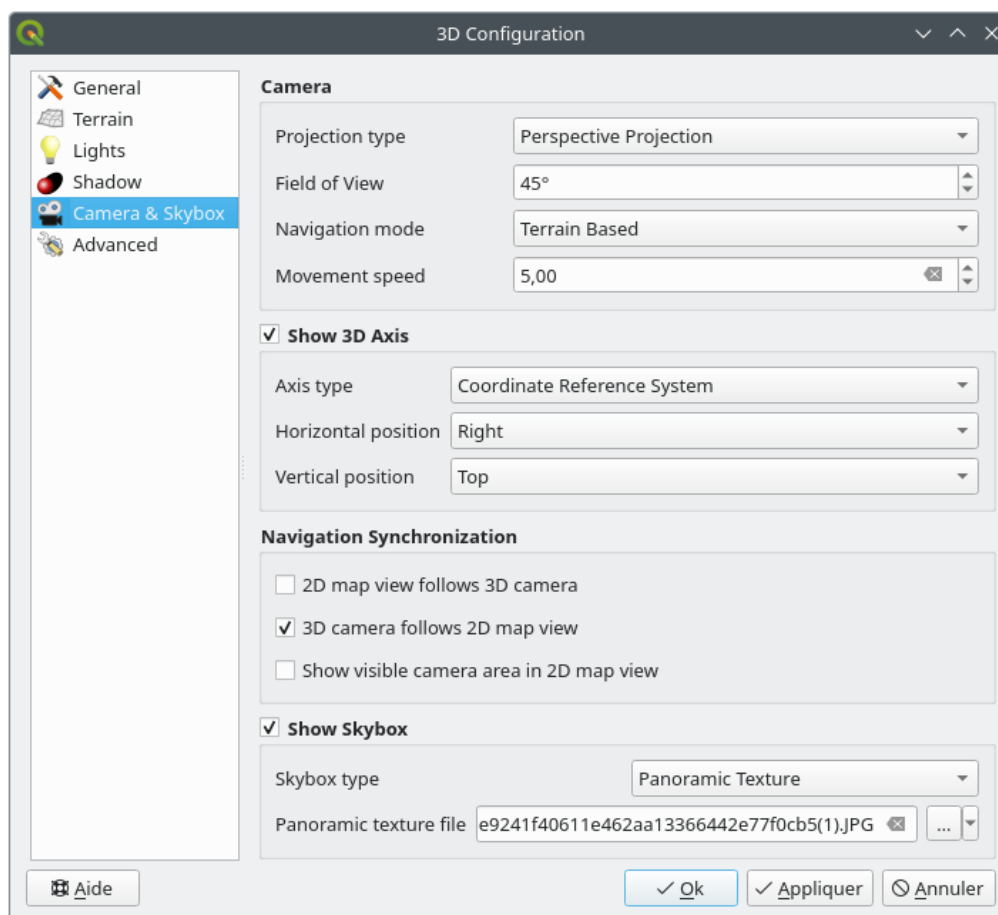 3D Configuration
General
Terrain
Lights
Shadow
Camera & Skybox
Advanced
Camera
Projection type Perspective Projection
Field of View 45°
Navigation mode Terrain Based
Movement speed 5,00
Show 3D Axis
Axis type Coordinate Reference System
Horizontal position Right
Vertical position Top
Navigation Synchronization
2D map view follows 3D camera
3D camera follows 2D map view
Show visible camera area in 2D map view
Show Skybox
Skybox type Panoramic Texture
Panoramic texture file e9241f40611e462aa13366442e77f0cb5(1).JPG ...
Aide Ok Appliquer Annuler